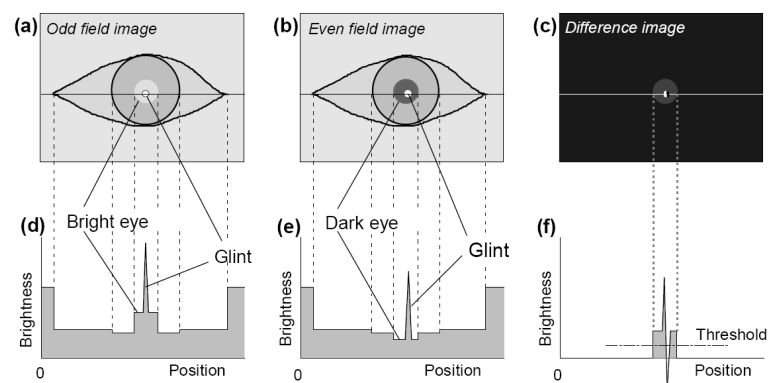 (a) Odd field image
(b) Even field image
(c) Difference image
(d) Bright eye
Glint
Brightness
0
Position
(e) Dark eye
Glint
Brightness
0
Position
(f)
Brightness
Threshold
0
Position